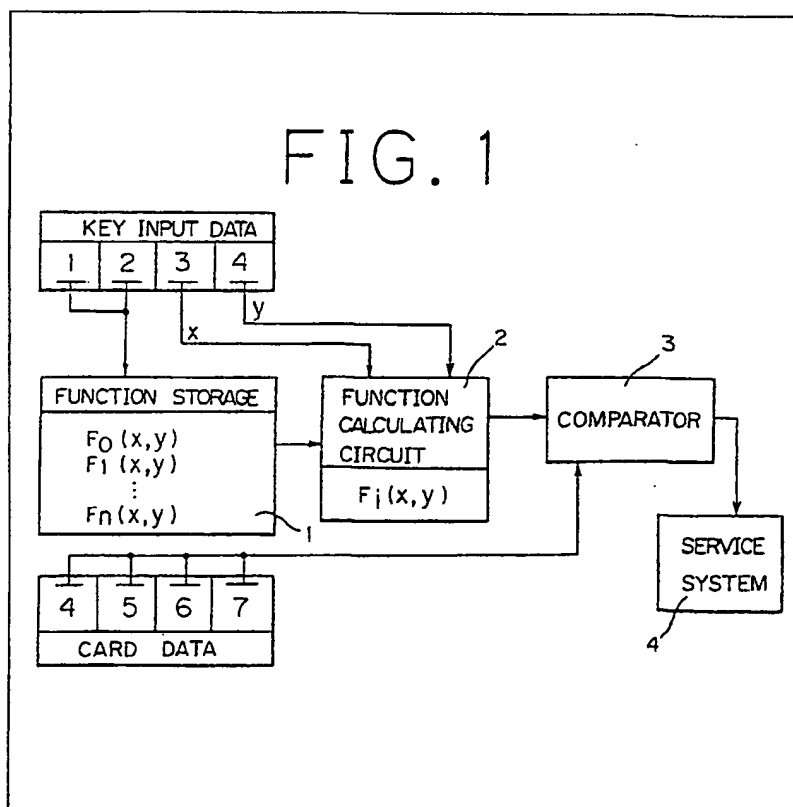 FIG. 1
KEY INPUT DATA
1 2 3 4
x
y
FUNCTION STORAGE
F0(x,y)
F1(x,y)
⋮
Fn(x,y)
1
2
FUNCTION
CALCULATING
CIRCUIT
Fi(x,y)
3
COMPARATOR
SERVICE
SYSTEM
4
4 5 6 7
CARD DATA